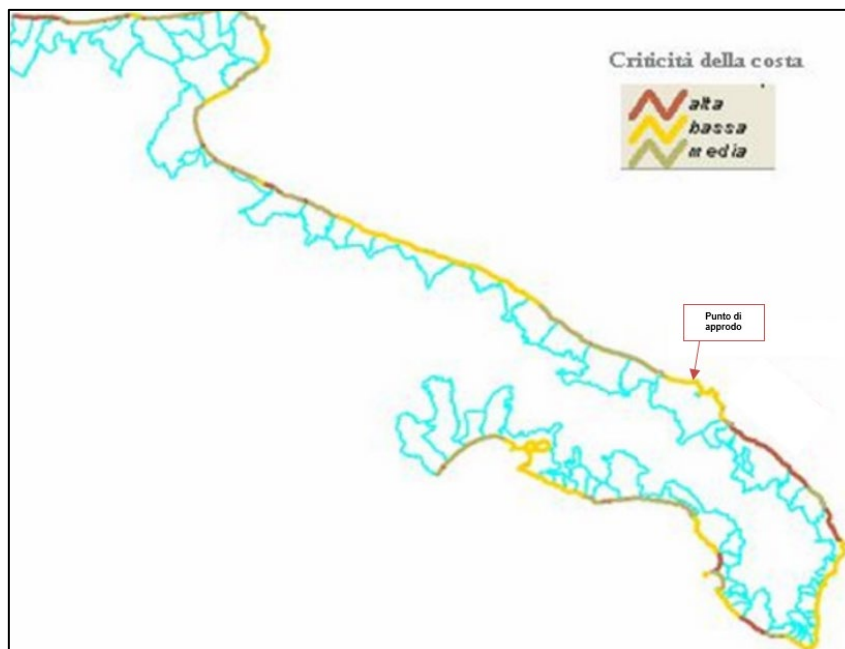 Criticità della costa
alta
bassa
media
Punto di
approdo